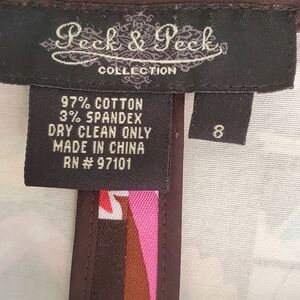 Peck & Peck
COLLECTION
97% COTTON
3% SPANDEX
DRY CLEAN ONLY
MADE IN CHINA
RN # 97101
8